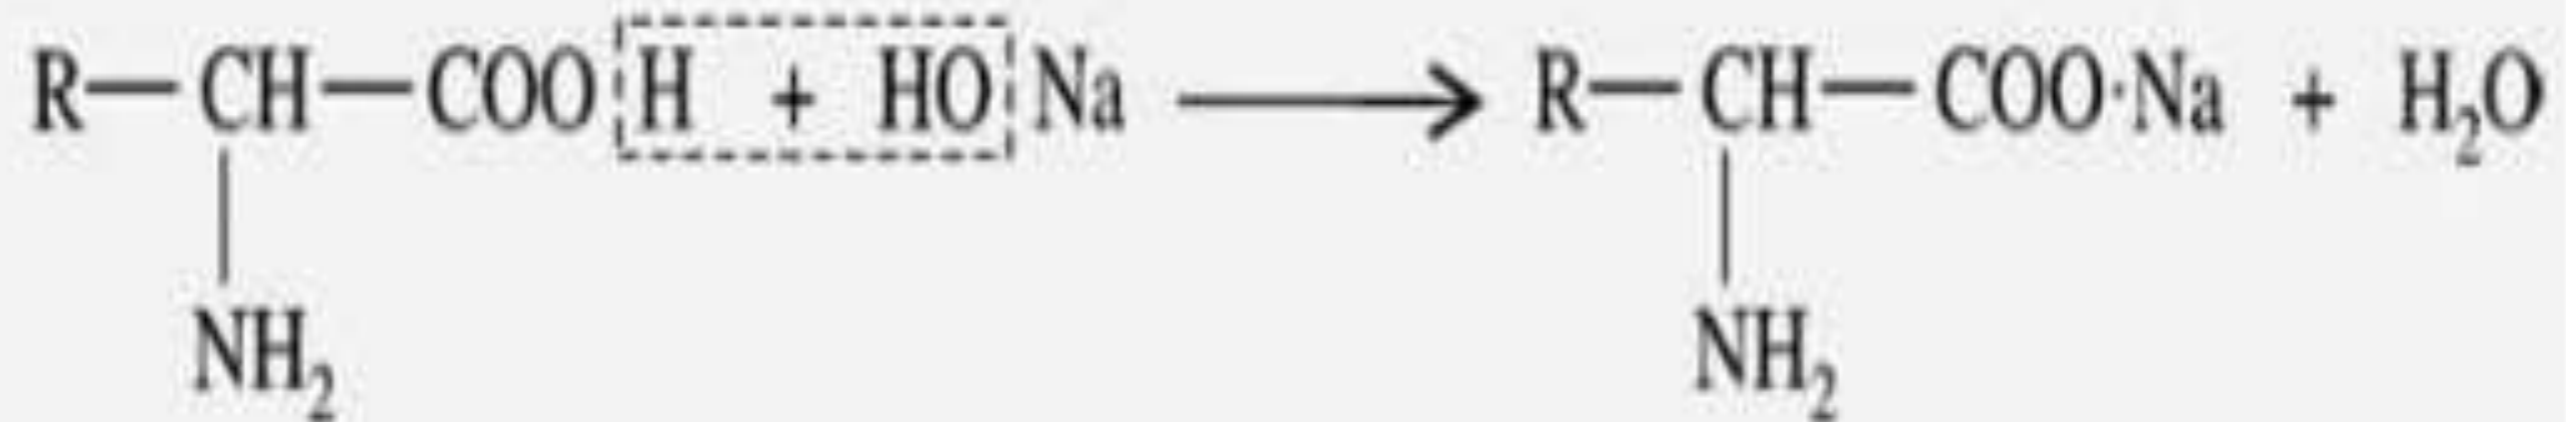 R—CH—COOH + HONa ⟶ R—CH—COO·Na + H₂O
NH₂ NH₂